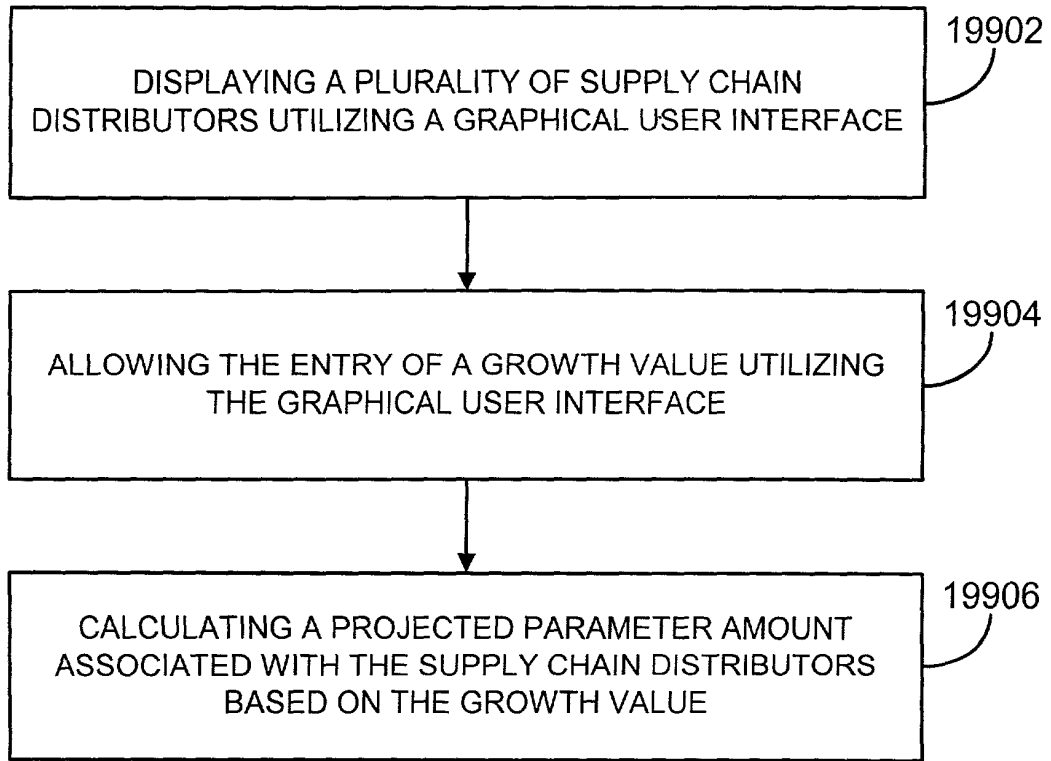 19902
DISPLAYING A PLURALITY OF SUPPLY CHAIN
DISTRIBUTORS UTILIZING A GRAPHICAL USER INTERFACE
19904
ALLOWING THE ENTRY OF A GROWTH VALUE UTILIZING
THE GRAPHICAL USER INTERFACE
19906
CALCULATING A PROJECTED PARAMETER AMOUNT
ASSOCIATED WITH THE SUPPLY CHAIN DISTRIBUTORS
BASED ON THE GROWTH VALUE